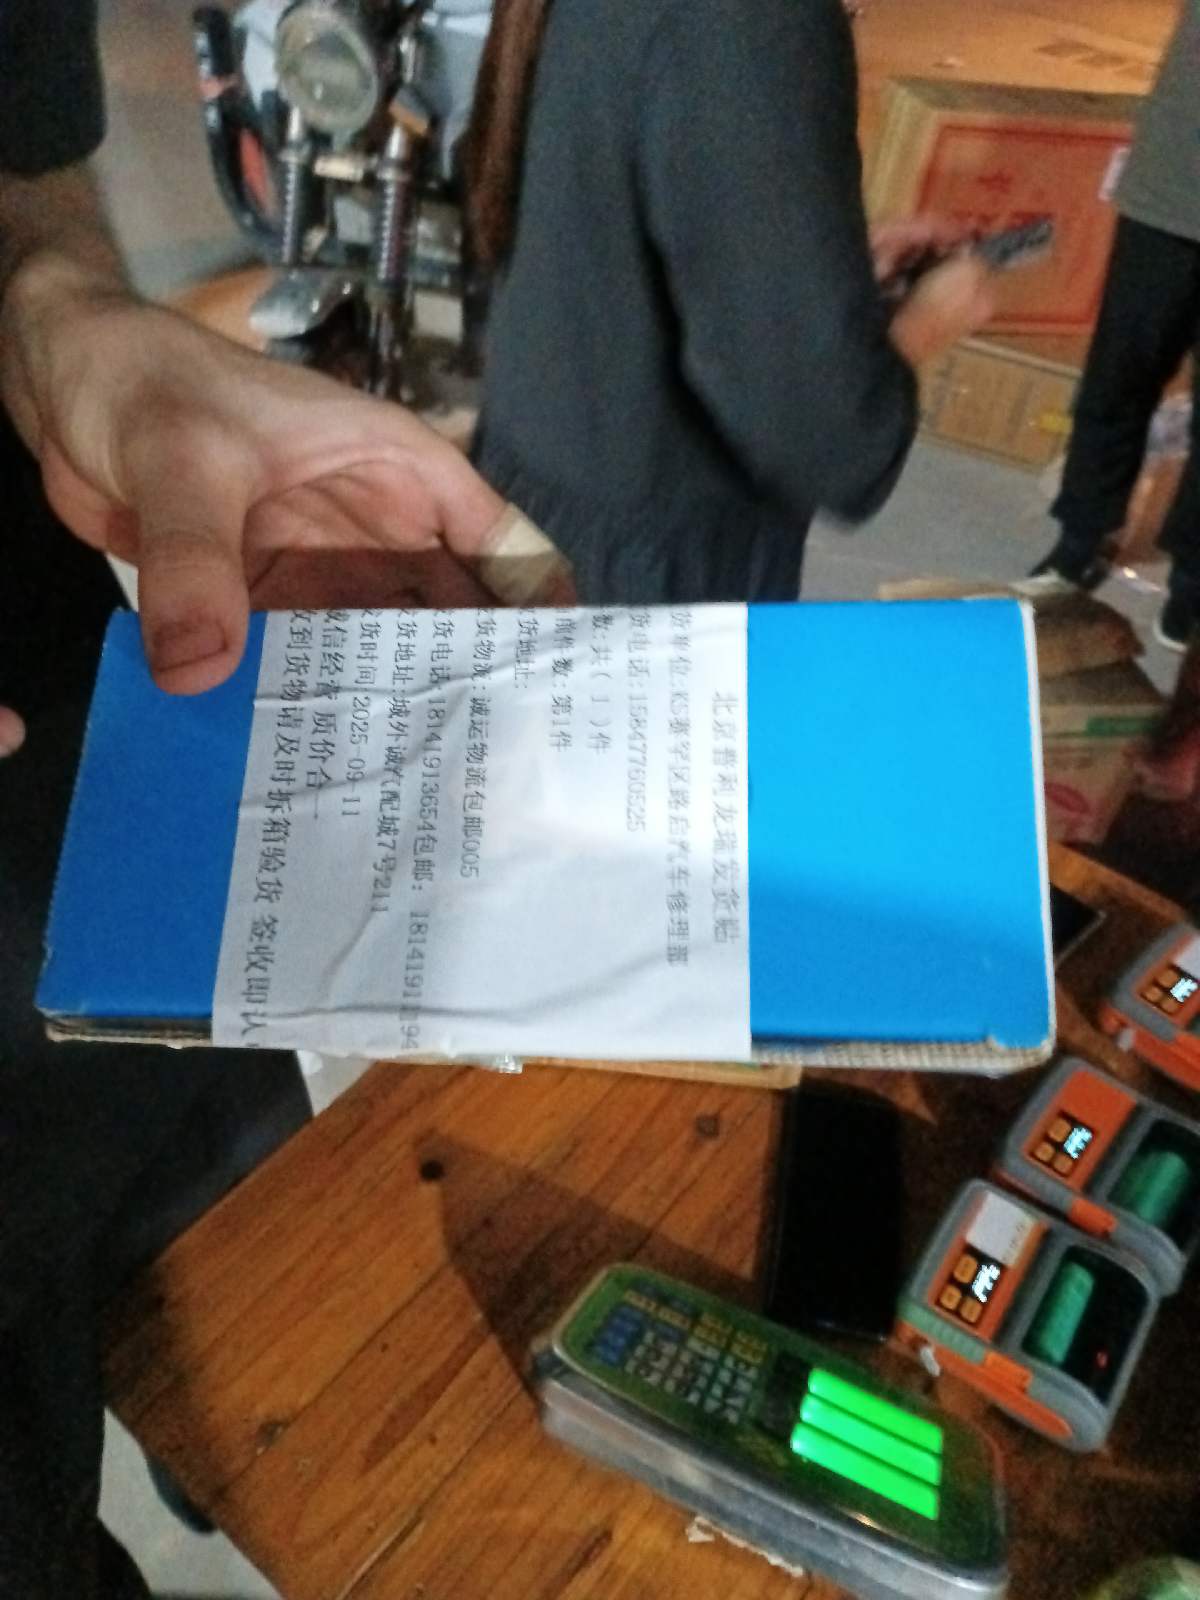 北京普利龙瑞发货贴
货单位:KS赛罕区路启汽车修理部
货电话:15847760525
数:共( 1 )件
前件数:第1件
货地址:
货物流:诚运物流包邮005
货电话:18141913654包邮: 1814191
货地址:城外诚汽配城7号211
货时间:2025-09-11
诚信经营 质价合一
收到货物请及时拆箱验货 签收即认